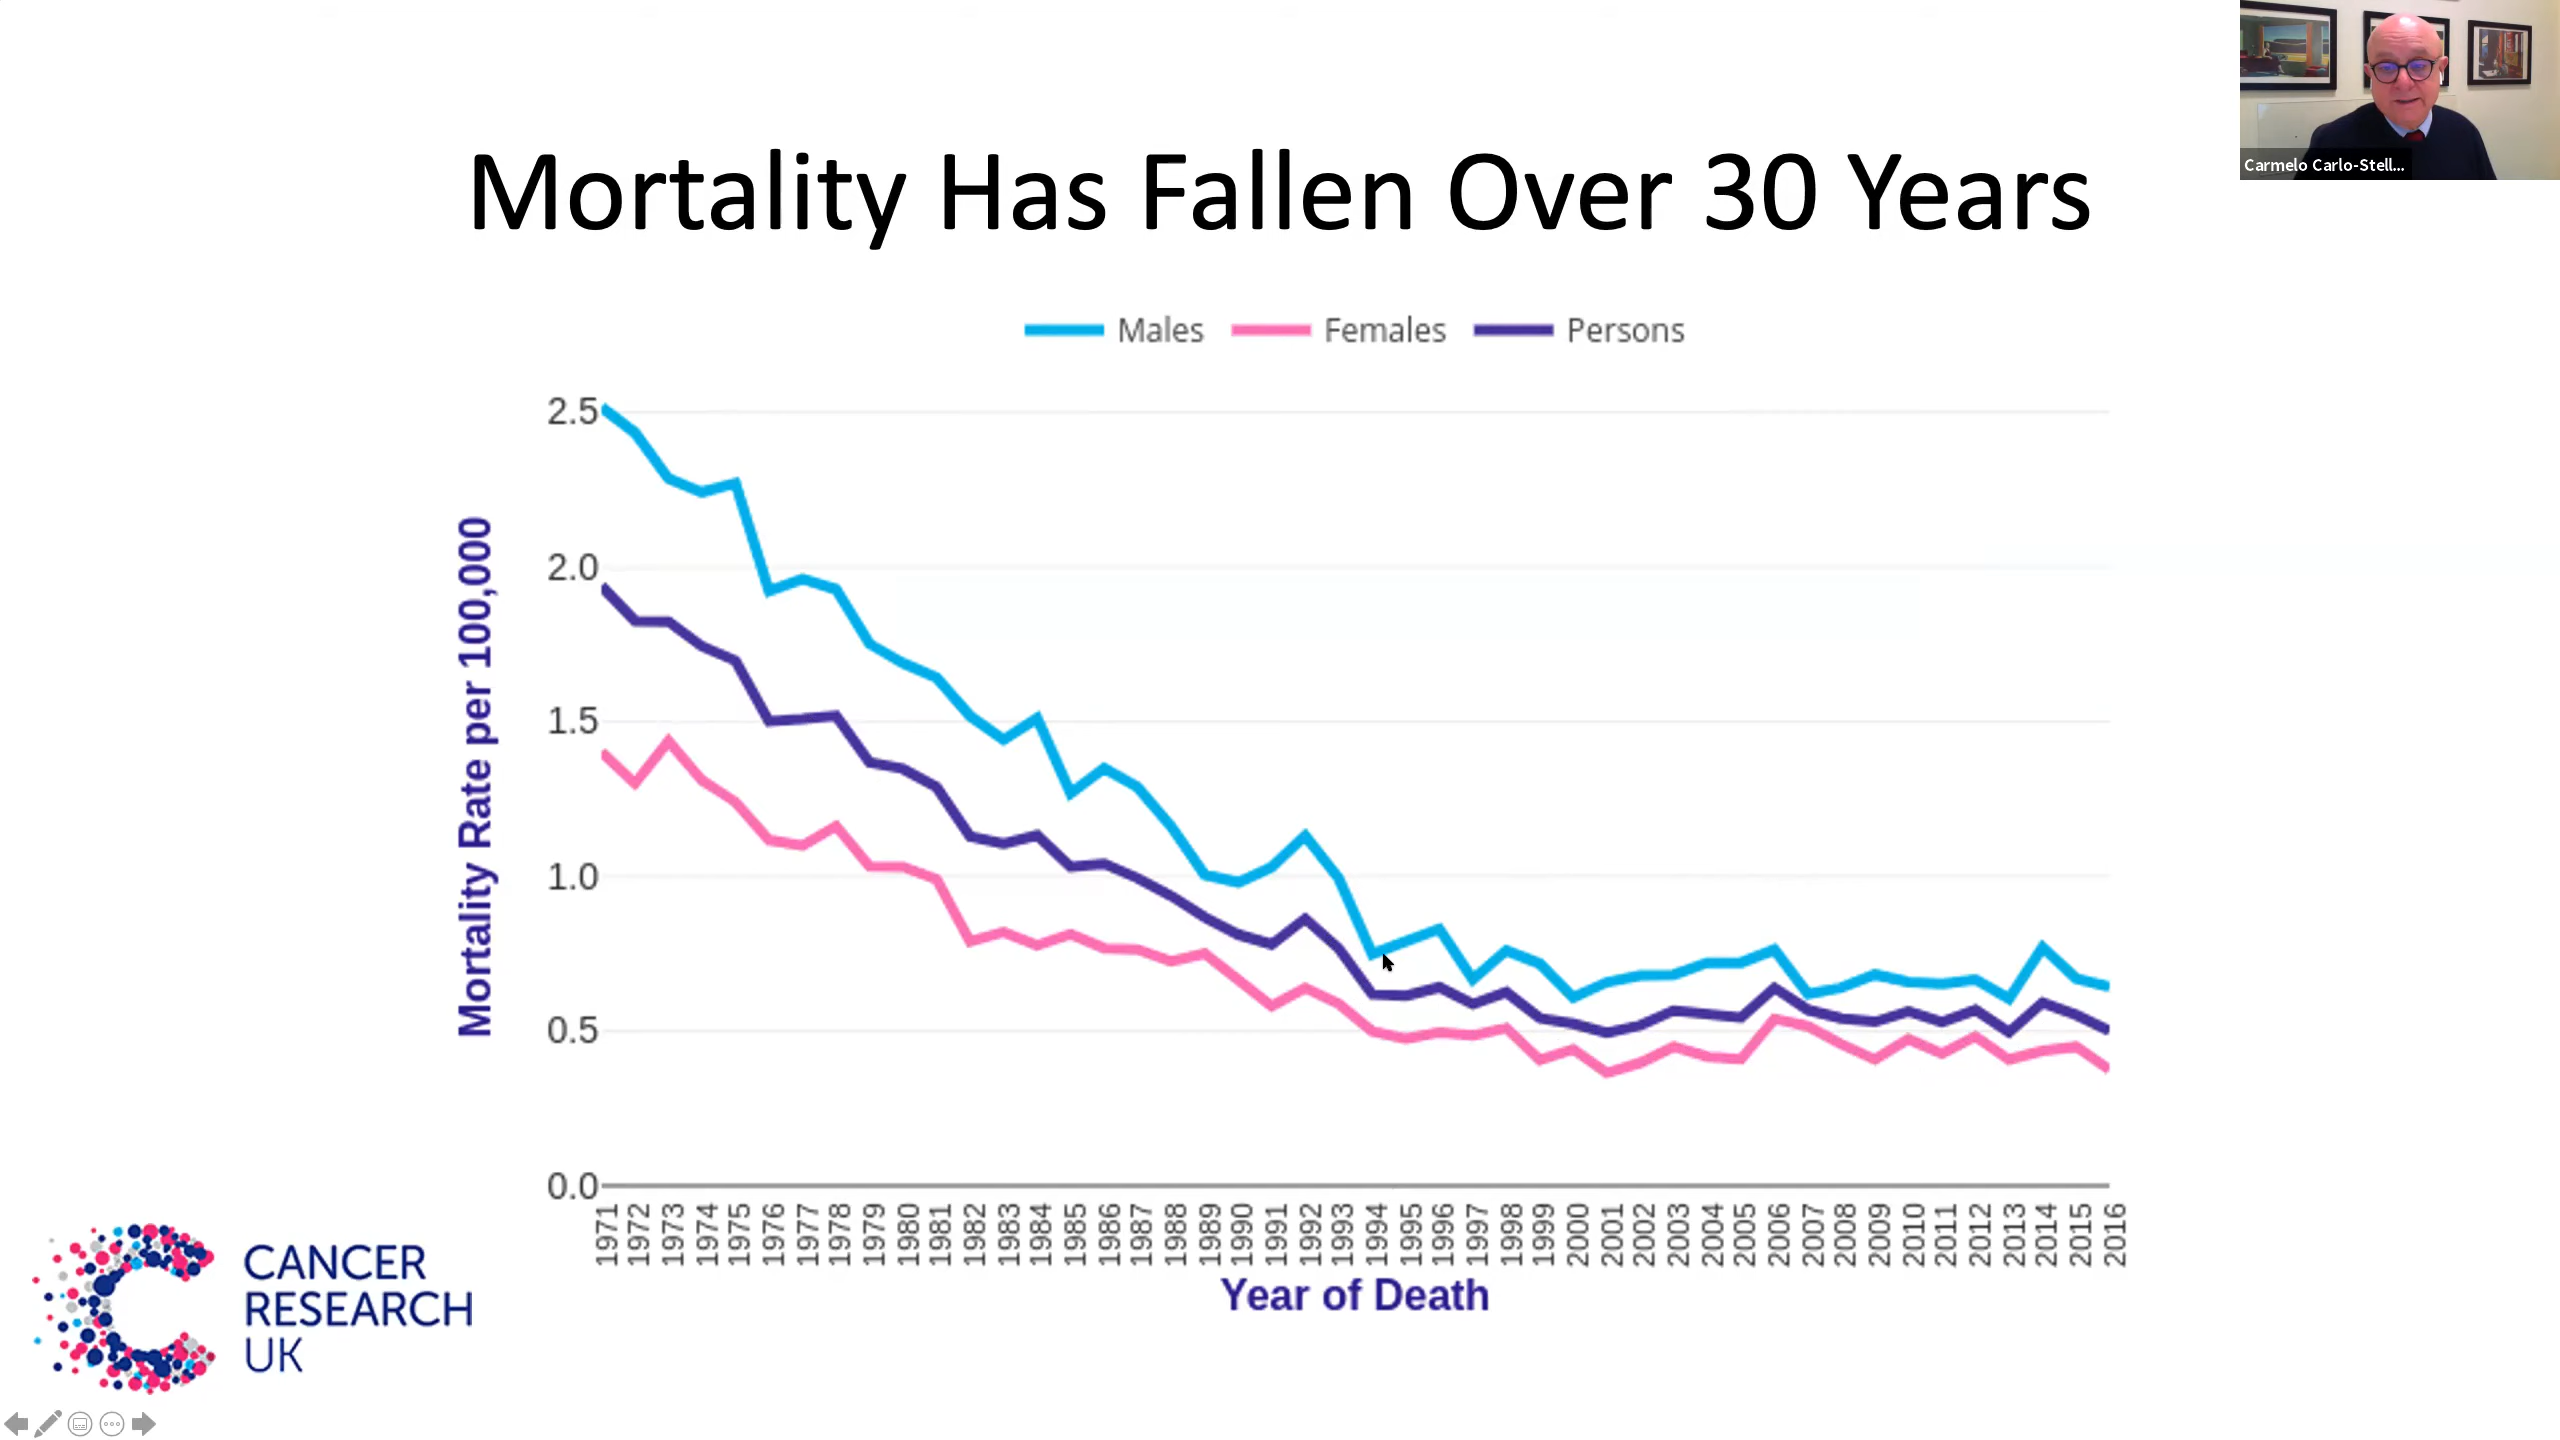 Carmelo Carlo-Stell...
Mortality Has Fallen Over 30 Years
Males Females Persons
Mortality Rate per 100,000
2.5
2.0
1.5
1.0
0.5
0.0
1971 1972 1973 1974 1975 1976 1977 1978 1979 1980 1981 1982 1983 1984 1985 1986 1987 1988 1989 1990 1991 1992 1993 1994 1995 1996 1997 1998 1999 2000 2001 2002 2003 2004 2005 2006 2007 2008 2009 2010 2011 2012 2013 2014 2015 2016
Year of Death
CANCER
RESEARCH
UK